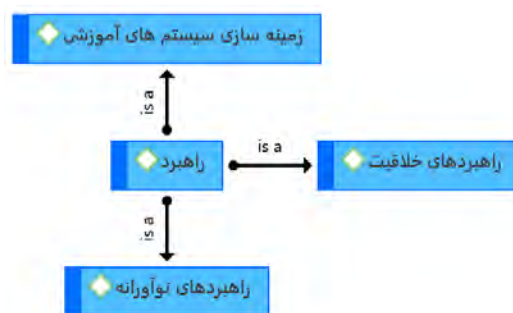 زمینه سازی سیستم های آموزشی
is a
راهبرد
is a
راهبردهای خلاقیت
is a
راهبردهای نوآورانه